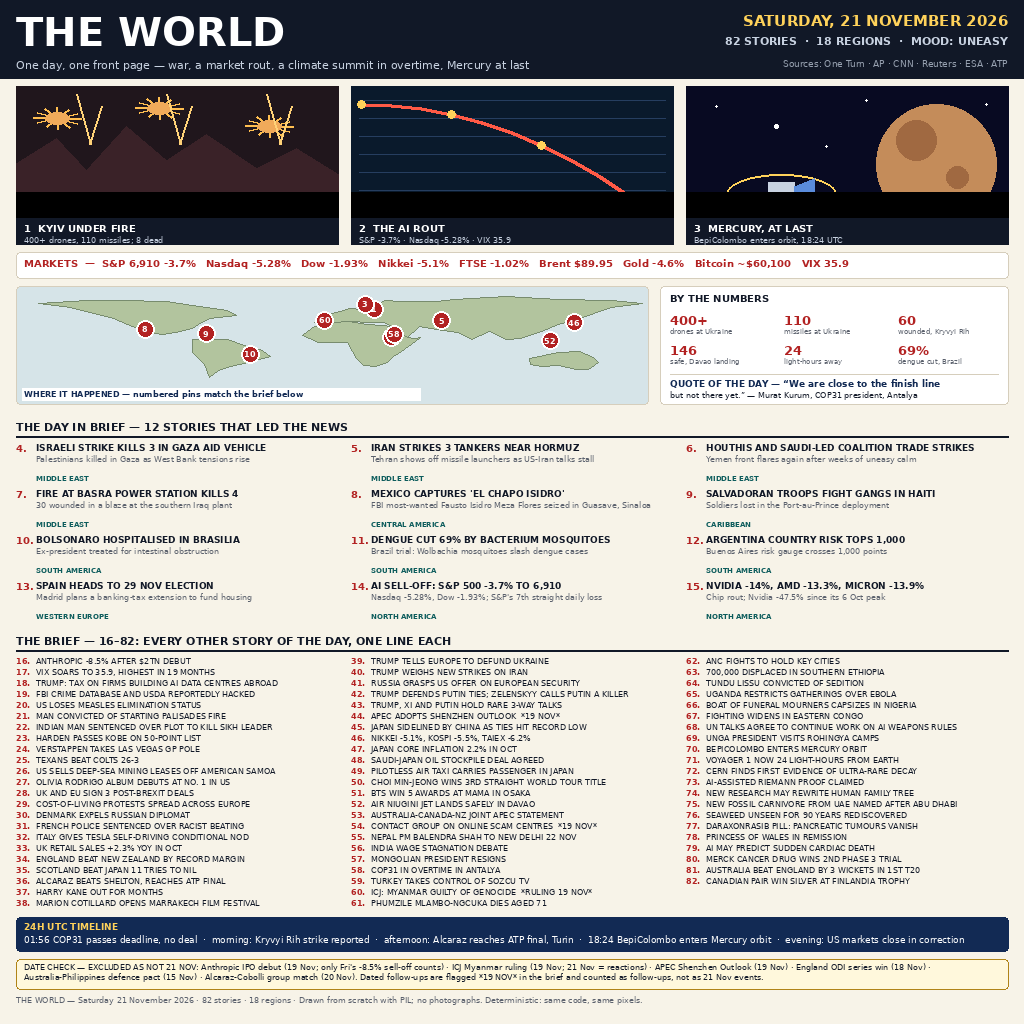 THE WORLD
One day, one front page — war, a market rout, a climate summit in overtime, Mercury at last
SATURDAY, 21 NOVEMBER 2026
82 STORIES · 18 REGIONS · MOOD: UNEASY
Sources: One Turn · AP · CNN · Reuters · ESA · ATP
1 KYIV UNDER FIRE
400+ drones, 110 missiles; 8 dead
2 THE AI ROUT
S&P -3.7% · Nasdaq -5.28% · VIX 35.9
3 MERCURY, AT LAST
BepiColombo enters orbit, 18:24 UTC
MARKETS — S&P 6,910 -3.7% Nasdaq -5.28% Dow -1.93% Nikkei -5.1% FTSE -1.02% Brent $89.95 Gold -4.6% Bitcoin ~$60,100 VIX 35.9
3
60
5
46
8
9
58
52
10
WHERE IT HAPPENED — numbered pins match the brief below
BY THE NUMBERS
400+
drones at Ukraine
110
missiles at Ukraine
60
wounded, Kryvyi Rih
146
safe, Davao landing
24
light-hours away
69%
dengue cut, Brazil
QUOTE OF THE DAY — “We are close to the finish line
but not there yet.” — Murat Kurum, COP31 president, Antalya
THE DAY IN BRIEF — 12 STORIES THAT LED THE NEWS
4. ISRAELI STRIKE KILLS 3 IN GAZA AID VEHICLE
Palestinians killed in Gaza as West Bank tensions rise
MIDDLE EAST
5. IRAN STRIKES 3 TANKERS NEAR HORMUZ
Tehran shows off missile launchers as US-Iran talks stall
MIDDLE EAST
6. HOUTHIS AND SAUDI-LED COALITION TRADE STRIKES
Yemen front flares again after weeks of uneasy calm
MIDDLE EAST
7. FIRE AT BASRA POWER STATION KILLS 4
30 wounded in a blaze at the southern Iraq plant
MIDDLE EAST
8. MEXICO CAPTURES 'EL CHAPO ISIDRO'
FBI most-wanted Fausto Isidro Meza Flores seized in Guasave, Sinaloa
CENTRAL AMERICA
9. SALVADORAN TROOPS FIGHT GANGS IN HAITI
Soldiers lost in the Port-au-Prince deployment
CARIBBEAN
10. BOLSONARO HOSPITALISED IN BRASILIA
Ex-president treated for intestinal obstruction
SOUTH AMERICA
11. DENGUE CUT 69% BY BACTERIUM MOSQUITOES
Brazil trial: Wolbachia mosquitoes slash dengue cases
SOUTH AMERICA
12. ARGENTINA COUNTRY RISK TOPS 1,000
Buenos Aires risk gauge crosses 1,000 points
SOUTH AMERICA
13. SPAIN HEADS TO 29 NOV ELECTION
Madrid plans a banking-tax extension to fund housing
WESTERN EUROPE
14. AI SELL-OFF: S&P 500 -3.7% TO 6,910
Nasdaq -5.28%, Dow -1.93%; S&P's 7th straight daily loss
NORTH AMERICA
15. NVIDIA -14%, AMD -13.3%, MICRON -13.9%
Chip rout; Nvidia -47.5% since its 6 Oct peak
NORTH AMERICA
THE BRIEF — 16–82: EVERY OTHER STORY OF THE DAY, ONE LINE EACH
16. ANTHROPIC -8.5% AFTER $2TN DEBUT
17. VIX SOARS TO 35.9, HIGHEST IN 19 MONTHS
18. TRUMP: TAX ON FIRMS BUILDING AI DATA CENTRES ABROAD
19. FBI CRIME DATABASE AND USDA REPORTEDLY HACKED
20. US LOSES MEASLES ELIMINATION STATUS
21. MAN CONVICTED OF STARTING PALISADES FIRE
22. INDIAN MAN SENTENCED OVER PLOT TO KILL SIKH LEADER
23. HARDEN PASSES KOBE ON 50-POINT LIST
24. VERSTAPPEN TAKES LAS VEGAS GP POLE
25. TEXANS BEAT COLTS 26-3
26. US SELLS DEEP-SEA MINING LEASES OFF AMERICAN SAMOA
27. OLIVIA RODRIGO ALBUM DEBUTS AT NO. 1 IN US
28. UK AND EU SIGN 3 POST-BREXIT DEALS
29. COST-OF-LIVING PROTESTS SPREAD ACROSS EUROPE
30. DENMARK EXPELS RUSSIAN DIPLOMAT
31. FRENCH POLICE SENTENCED OVER RACIST BEATING
32. ITALY GIVES TESLA SELF-DRIVING CONDITIONAL NOD
33. UK RETAIL SALES +2.3% YOY IN OCT
34. ENGLAND BEAT NEW ZEALAND BY RECORD MARGIN
35. SCOTLAND BEAT JAPAN 11 TRIES TO NIL
36. ALCARAZ BEATS SHELTON, REACHES ATP FINAL
37. HARRY KANE OUT FOR MONTHS
38. MARION COTILLARD OPENS MARRAKECH FILM FESTIVAL
39. TRUMP TELLS EUROPE TO DEFUND UKRAINE
40. TRUMP WEIGHS NEW STRIKES ON IRAN
41. RUSSIA GRASPS US OFFER ON EUROPEAN SECURITY
42. TRUMP DEFENDS PUTIN TIES; ZELENSKYY CALLS PUTIN A KILLER
43. TRUMP, XI AND PUTIN HOLD RARE 3-WAY TALKS
44. APEC ADOPTS SHENZHEN OUTLOOK *19 NOV*
45. JAPAN SIDELINED BY CHINA AS TIES HIT RECORD LOW
46. NIKKEI -5.1%, KOSPI -5.5%, TAIEX -6.2%
47. JAPAN CORE INFLATION 2.2% IN OCT
48. SAUDI-JAPAN OIL STOCKPILE DEAL AGREED
49. PILOTLESS AIR TAXI CARRIES PASSENGER IN JAPAN
50. CHOI MIN-JEONG WINS 3RD STRAIGHT WORLD TOUR TITLE
51. BTS WIN 5 AWARDS AT MAMA IN OSAKA
52. AIR NIUGINI JET LANDS SAFELY IN DAVAO
53. AUSTRALIA-CANADA-NZ JOINT APEC STATEMENT
54. CONTACT GROUP ON ONLINE SCAM CENTRES *19 NOV*
55. NEPAL PM BALENDRA SHAH TO NEW DELHI 22 NOV
56. INDIA WAGE STAGNATION DEBATE
57. MONGOLIAN PRESIDENT RESIGNS
58. COP31 IN OVERTIME IN ANTALYA
59. TURKEY TAKES CONTROL OF SOZCU TV
60. ICJ: MYANMAR GUILTY OF GENOCIDE *RULING 19 NOV*
61. PHUMZILE MLAMBO-NGCUKA DIES AGED 71
62. ANC FIGHTS TO HOLD KEY CITIES
63. 700,000 DISPLACED IN SOUTHERN ETHIOPIA
64. TUNDU LISSU CONVICTED OF SEDITION
65. UGANDA RESTRICTS GATHERINGS OVER EBOLA
66. BOAT OF FUNERAL MOURNERS CAPSIZES IN NIGERIA
67. FIGHTING WIDENS IN EASTERN CONGO
68. UN TALKS AGREE TO CONTINUE WORK ON AI WEAPONS RULES
69. UNGA PRESIDENT VISITS ROHINGYA CAMPS
70. BEPICOLOMBO ENTERS MERCURY ORBIT
71. VOYAGER 1 NOW 24 LIGHT-HOURS FROM EARTH
72. CERN FINDS FIRST EVIDENCE OF ULTRA-RARE DECAY
73. AI-ASSISTED RIEMANN PROOF CLAIMED
74. NEW RESEARCH MAY REWRITE HUMAN FAMILY TREE
75. NEW FOSSIL CARNIVORE FROM UAE NAMED AFTER ABU DHABI
76. SEAWEED UNSEEN FOR 90 YEARS REDISCOVERED
77. DARAXONRASIB PILL: PANCREATIC TUMOURS VANISH
78. PRINCESS OF WALES IN REMISSION
79. AI MAY PREDICT SUDDEN CARDIAC DEATH
80. MERCK CANCER DRUG WINS 2ND PHASE 3 TRIAL
81. AUSTRALIA BEAT ENGLAND BY 3 WICKETS IN 1ST T20
82. CANADIAN PAIR WIN SILVER AT FINLANDIA TROPHY
24H UTC TIMELINE
01:56 COP31 passes deadline, no deal · morning: Kryvyi Rih strike reported · afternoon: Alcaraz reaches ATP final, Turin · 18:24 BepiColombo enters Mercury orbit · evening: US markets close in correction
DATE CHECK — EXCLUDED AS NOT 21 NOV: Anthropic IPO debut (19 Nov; only Fri's -8.5% sell-off counts) · ICJ Myanmar ruling (19 Nov; 21 Nov = reactions) · APEC Shenzhen Outlook (19 Nov) · England ODI series win (18 Nov) ·
Australia-Philippines defence pact (15 Nov) · Alcaraz-Cobolli group match (20 Nov). Dated follow-ups are flagged *19 NOV* in the brief and counted as follow-ups, not as 21 Nov events.
THE WORLD — Saturday 21 November 2026 · 82 stories · 18 regions · Drawn from scratch with PIL; no photographs. Deterministic: same code, same pixels.